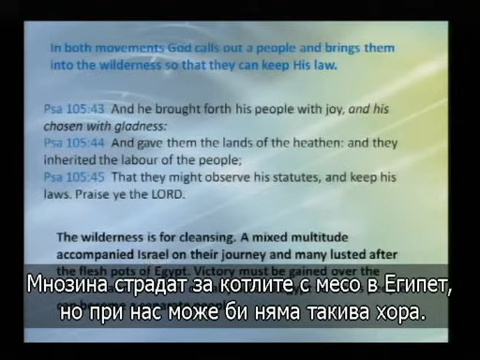 In both movements God calls out a people and brings them
into the wilderness so that they can keep His law.
Psa 105:43 And he brought forth his people with joy, and his
chosen with gladness:
Psa 105:44 And gave them the lands of the heathen: and they
inherited the labour of the people;
Psa 105:45 That they might observe his statutes, and keep his
laws. Praise ye the LORD.
The wilderness is for cleansing. A mixed multitude
accompanied Israel on their journey and many lusted after
the flesh pots of Egypt. Victory must be gained over the
Мнозина страдат за котлите с месо в Египет,
но при нас може би няма такива хора.